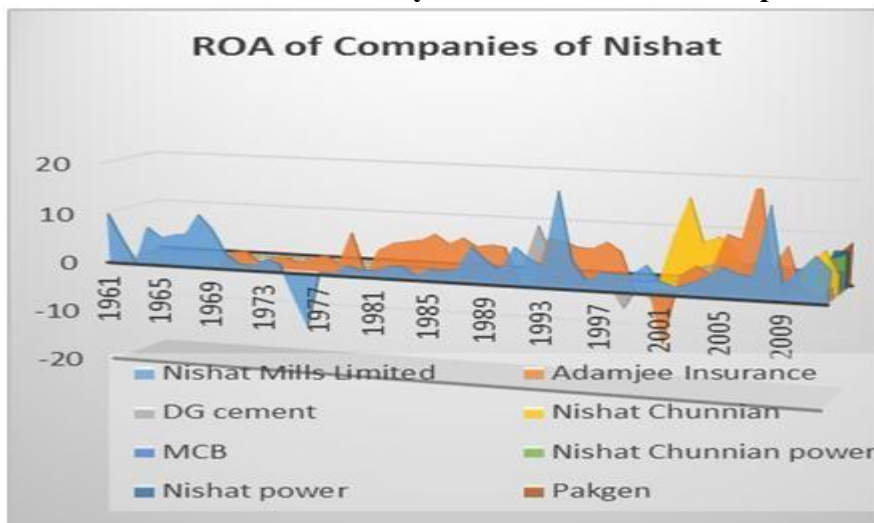 ROA of Companies of Nishat
20
10
0
-10
-20
1961
1965
1969
1973
1977
1981
1985
1989
1993
1997
2001
2005
2009
Nishat Mills Limited
Adamjee Insurance
DG cement
Nishat Chunnian
MCB
Nishat Chunnian power
Nishat power
Pakgen